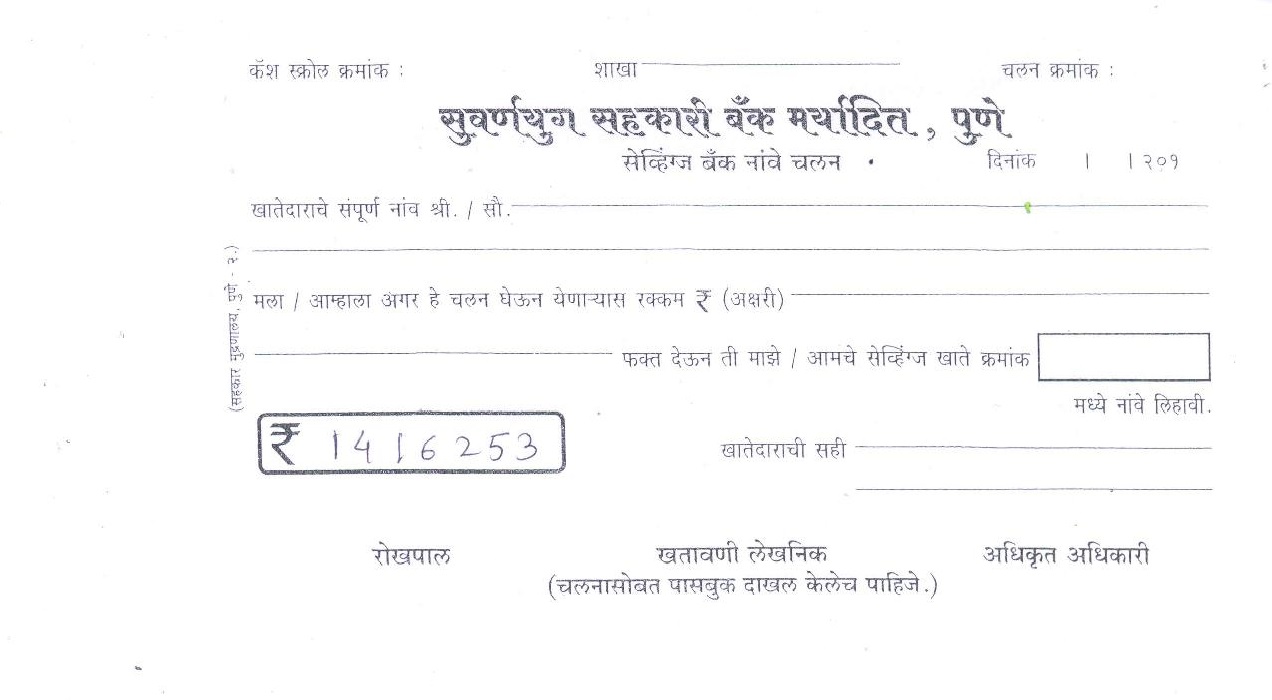 कॅश स्क्रोल क्रमांक : शाखा चलन क्रमांक :
सुवर्णयुग सहकारी बँक मर्यादित, पुणे
सेव्हिंग्ज बँक नांवे चलन दिनांक । । २०१
खातेदाराचे संपूर्ण नांव श्री. / सौ.
मला / आम्हाला अगर हे चलन घेऊन येणाऱ्यास रक्कम ₹ (अक्षरी)
फक्त देऊन ती माझे / आमचे सेव्हिंग्ज खाते क्रमांक
मध्ये नांवे लिहावी.
₹ 1416253
खातेदाराची सही
रोखपाल खतावणी लेखनिक अधिकृत अधिकारी
(चलनासोबत पासबुक दाखल केलेच पाहिजे.)
(सहकार मुद्रणालय, पुणे - २.)